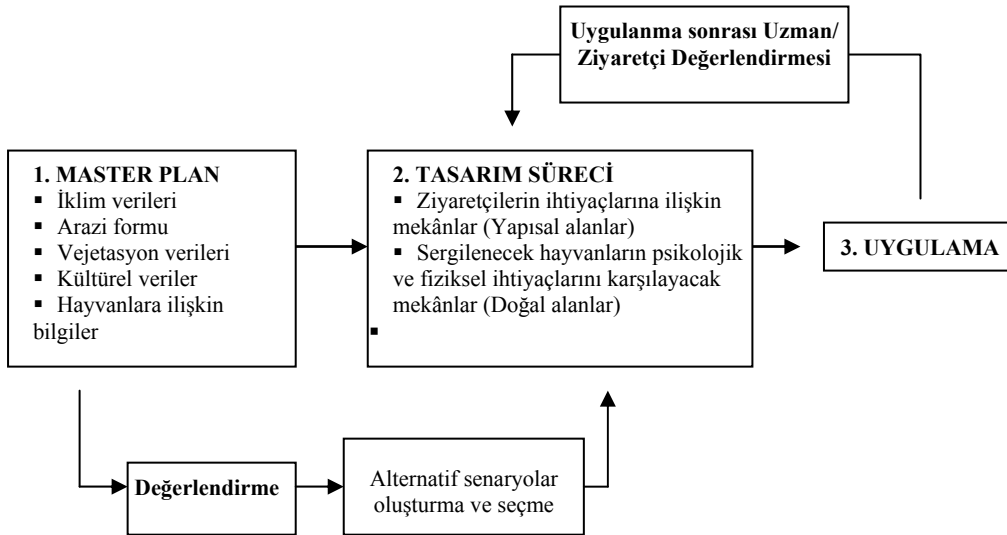 Uygulanma sonrası Uzman/
Ziyaretçi Değerlendirmesi
1. MASTER PLAN
▪ İklim verileri
▪ Arazi formu
▪ Vejetasyon verileri
▪ Kültürel veriler
▪ Hayvanlara ilişkin
bilgiler
2. TASARIM SÜRECİ
▪ Ziyaretçilerin ihtiyaçlarına ilişkin
mekânlar (Yapısal alanlar)
▪ Sergilenecek hayvanların psikolojik
ve fiziksel ihtiyaçlarını karşılayacak
mekânlar (Doğal alanlar)
▪
3. UYGULAMA
Değerlendirme
Alternatif senaryolar
oluşturma ve seçme